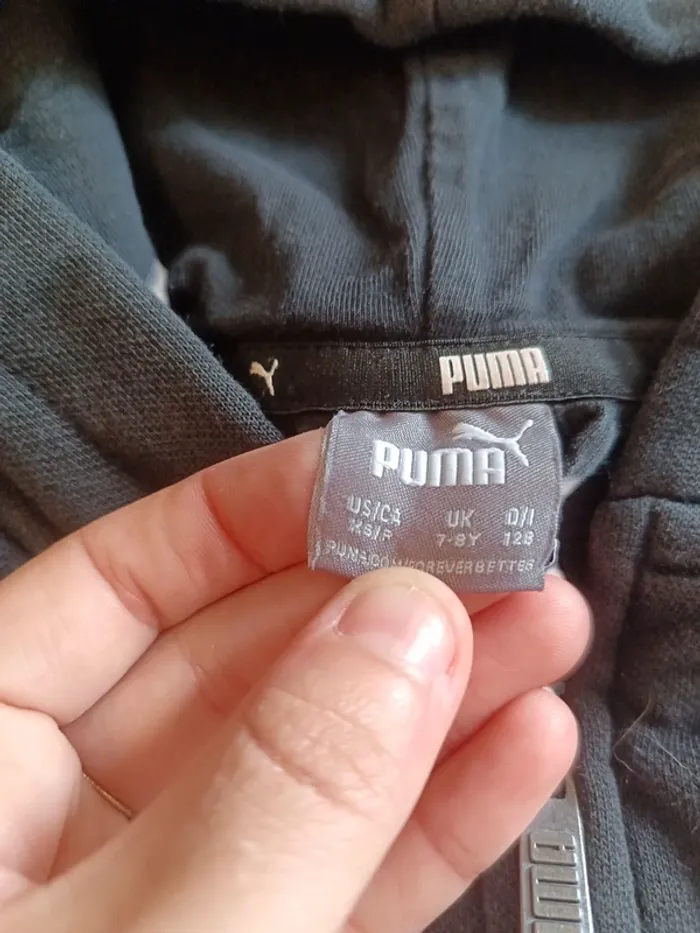 PUMA
PUMA
US/CA UK D/I
XS/P 7-8Y 128
PUMA.COM/FOREVERBETTER
PUMA